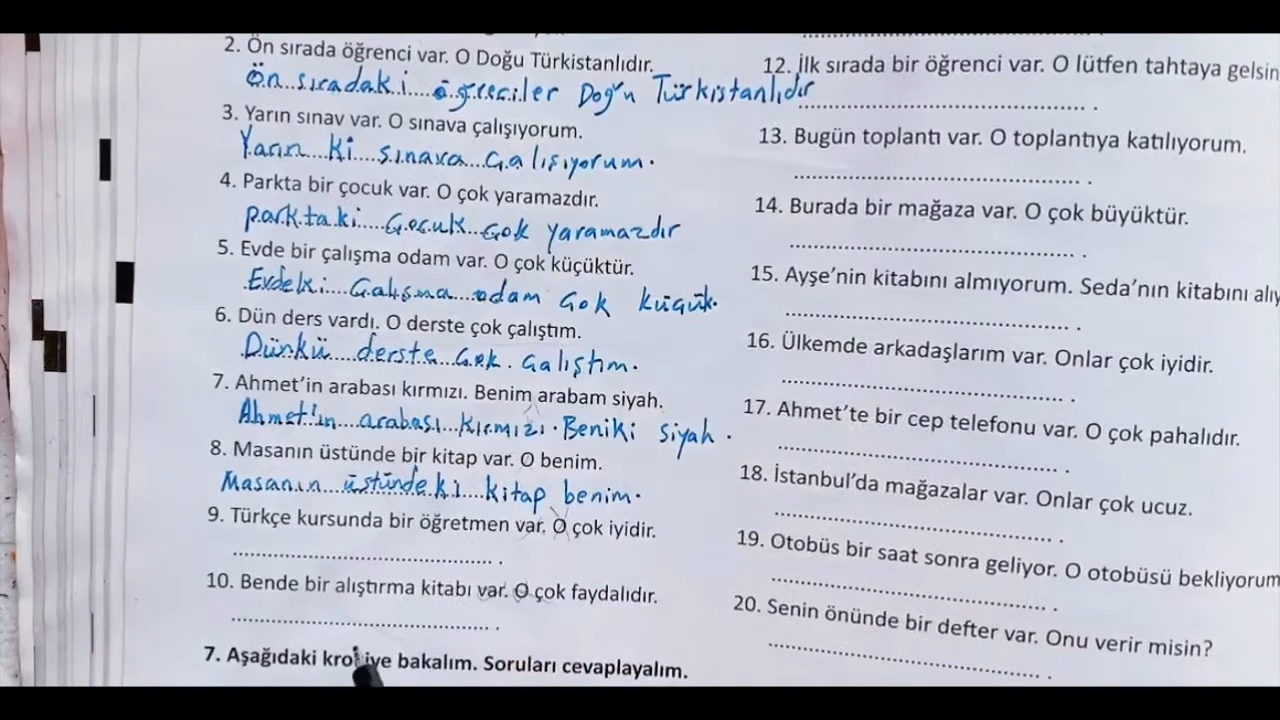 2. Ön sırada öğrenci var. O Doğu Türkistanlıdır.
Ön sıradaki öğreciler Doğu Türkistanlıdır
3. Yarın sınav var. O sınava çalışıyorum.
Yarın ki sınava çalışıyorum.
4. Parkta bir çocuk var. O çok yaramazdır.
parktaki çocuk çok yaramazdır
5. Evde bir çalışma odam var. O çok küçüktür.
Evdeki çalışma odam çok küçük.
6. Dün ders vardı. O derste çok çalıştım.
Dünkü derste çok çalıştım.
7. Ahmet'in arabası kırmızı. Benim arabam siyah.
Ahmet'in arabası kırmızı. Beniki siyah.
8. Masanın üstünde bir kitap var. O benim.
Masanın üstündeki kitap benim.
9. Türkçe kursunda bir öğretmen var. O çok iyidir.
10. Bende bir alıştırma kitabı var. O çok faydalıdır.
7. Aşağıdaki bakalım. Soruları cevaplayalım.
12. İlk sırada bir öğrenci var. O lütfen tahtaya gelsin
13. Bugün toplantı var. O toplantıya katılıyorum.
14. Burada bir mağaza var. O çok büyüktür.
15. Ayşe'nin kitabını almıyorum. Seda'nın kitabını alıy
16. Ülkemde arkadaşlarım var. Onlar çok iyidir.
17. Ahmet'te bir cep telefonu var. O çok pahalıdır.
18. İstanbul'da mağazalar var. Onlar çok ucuz.
19. Otobüs bir saat sonra geliyor. O otobüsü bekliyorum
20. Senin önünde bir defter var. Onu verir misin?